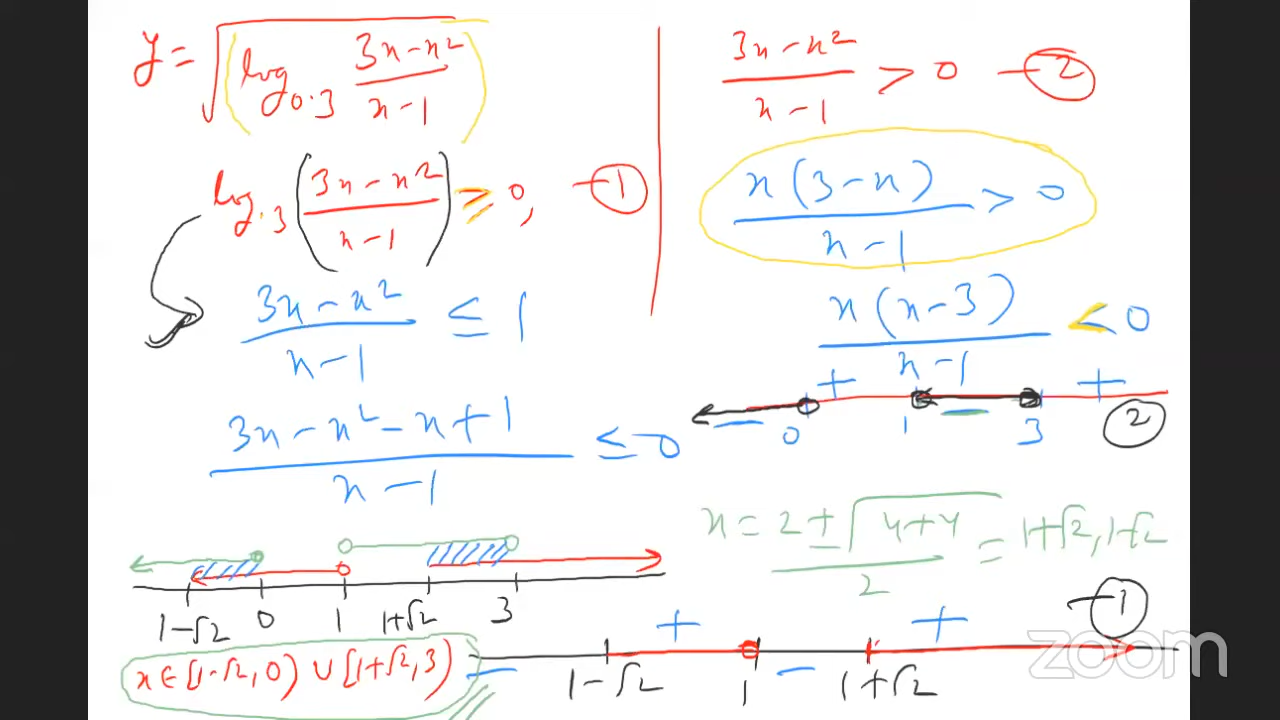 y = √(log_{0.3} (3x-x²)/(x-1))
log_{.3} ((3x-x²)/(x-1)) ≥ 0, —①
(3x-x²)/(x-1) ≤ 1
(3x-x²-x+1)/(x-1) ≤ 0
1-√2 0 1 1+√2 3
x ∈ [1-√2, 0) ∪ [1+√2, 3)
(3x-x²)/(x-1) > 0 —②
x(3-x)/(x-1) > 0
x(x-3)/(x-1) < 0
- + - +
0 1 3 ②
x = (2 ± √(4+4))/2 = 1+√2, 1-√2
①
- + - +
1-√2 1 1+√2
zoom